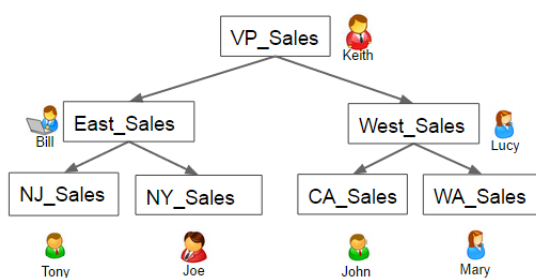 VP_Sales
Keith
Bill
East_Sales
West_Sales
Lucy
NJ_Sales
NY_Sales
CA_Sales
WA_Sales
Tony
Joe
John
Mary